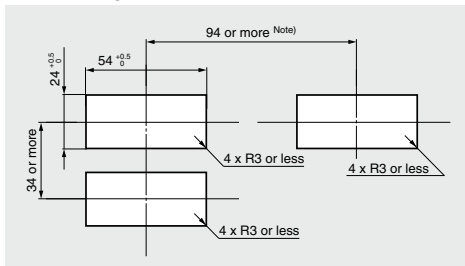 94 or more Note)
54 +0.5 0
24 +0.5 0
34 or more
4 x R3 or less
4 x R3 or less
4 x R3 or less